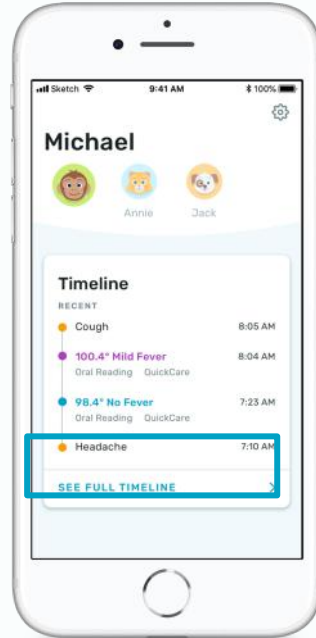 Sketch 9:41 AM 100%
Michael
Annie Jack
Timeline
RECENT
Cough 8:05 AM
100.4° Mild Fever 8:04 AM
Oral Reading QuickCare
98.4° No Fever 7:23 AM
Oral Reading QuickCare
Headache 7:10 AM
SEE FULL TIMELINE